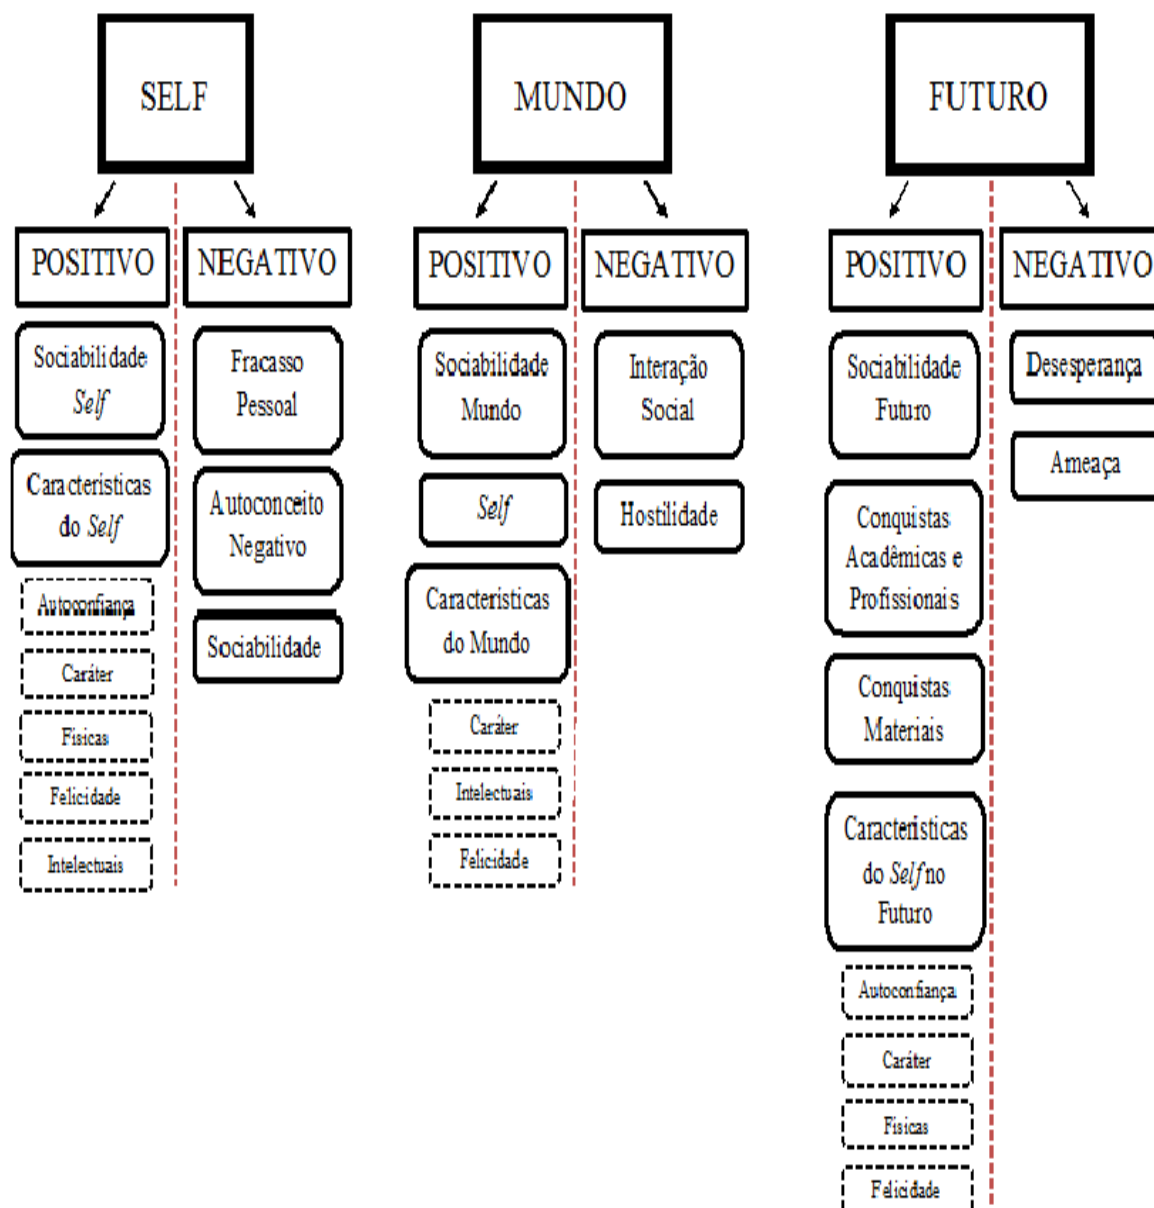 SELF
POSITIVO
NEGATIVO
Sociabilidade
Self
Características
do Self
Autoconfiança
Caráter
Físicas
Felicidade
Intelectuais
Fracasso
Pessoal
Autoconceito
Negativo
Sociabilidade
MUNDO
POSITIVO
NEGATIVO
Sociabilidade
Mundo
Self
Características
do Mundo
Caráter
Intelectuais
Felicidade
Interação
Social
Hostilidade
FUTURO
POSITIVO
NEGATIVO
Sociabilidade
Futuro
Conquistas
Acadêmicas e
Profissionais
Conquistas
Materiais
Características
do Self no
Futuro
Autoconfiança
Caráter
Físicas
Felicidade
Desesperança
Ameaça